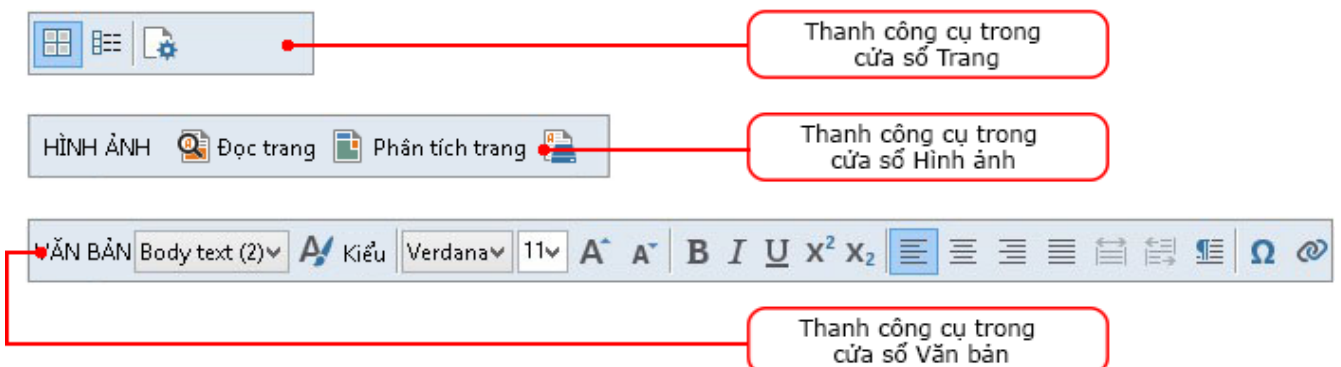 Thanh công cụ trong
cửa sổ Trang
HÌNH ẢNH Đọc trang Phân tích trang
Thanh công cụ trong
cửa sổ Hình ảnh
VĂN BẢN Body text (2) Kiểu Verdana 11 A A B I U X² X₂ Ω
Thanh công cụ trong
cửa sổ Văn bản